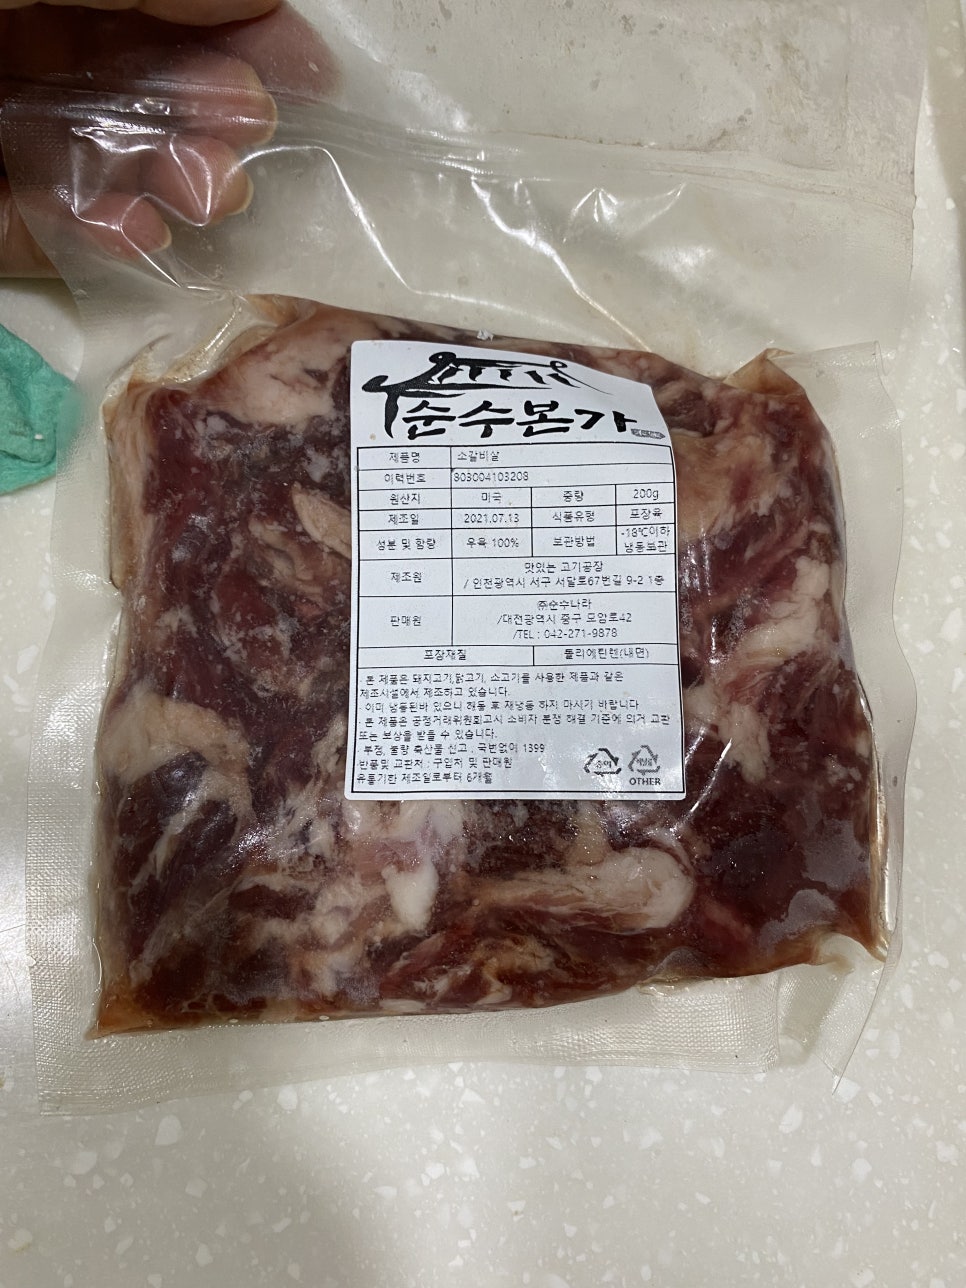 순수본가
제품명 소갈비살
이력번호 803004103208
원산지 미국 중량 200g
제조일 2021.07.13 식품유형 포장육
성분 및 함량 우육 100% 보관방법 -18℃이하 냉동보관
제조원 맛있는 고기공장
/ 인천광역시 서구 서달로67번길 9-2 1층
판매원 ㈜순수나라
/대전광역시 중구 모암로42
/TEL : 042-271-9878
포장재질 폴리에틸렌(내면)
· 본 제품은 돼지고기,닭고기, 소고기를 사용한 제품과 같은
제조시설에서 제조하고 있습니다.
· 이미 냉동된바 있으니 해동 후 재냉동 하지 마시기 바랍니다
· 본 제품은 공정거래위원회고시 소비자 분쟁 해결 기준에 의거 교환
또는 보상을 받을 수 있습니다.
· 부정, 불량 축산물 신고 : 국번없이 1399
반품및 교환처 : 구입처 및 판매원
유통기한 제조일로부터 6개월
OTHER